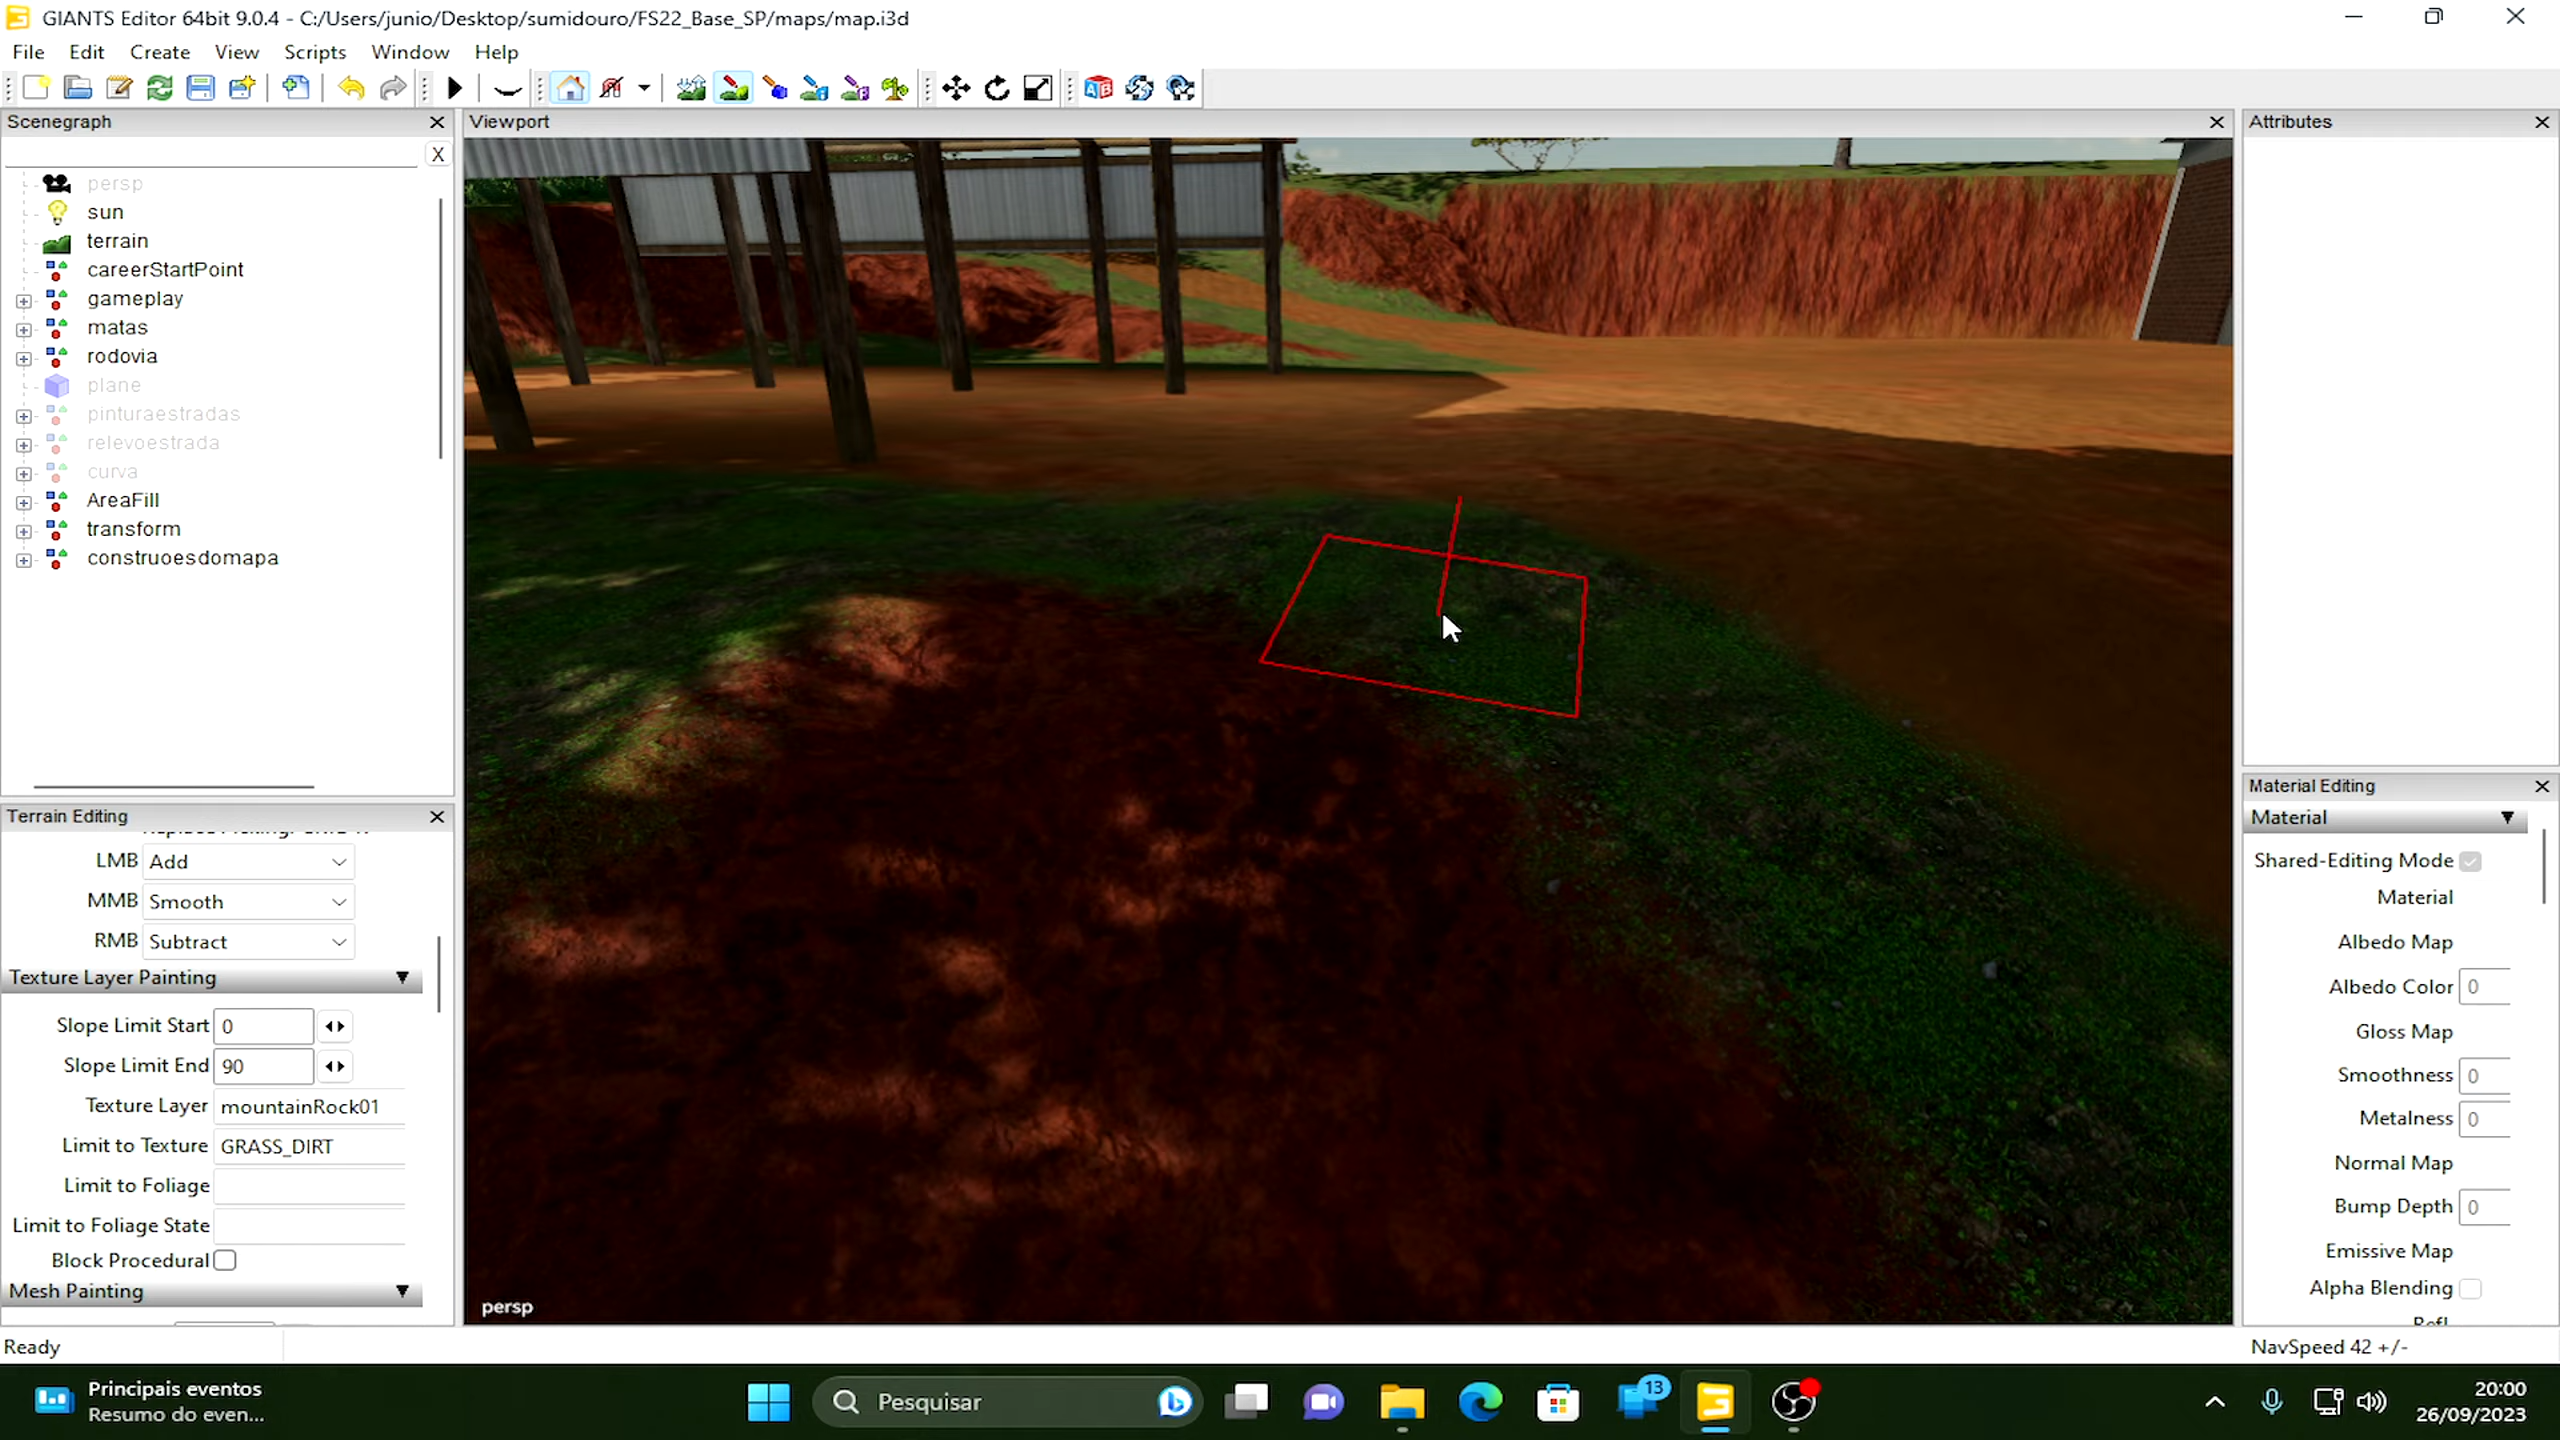 GIANTS Editor 64bit 9.0.4 - C:/Users/junio/Desktop/sumidouro/FS22_Base_SP/maps/map.i3d
File Edit Create View Scripts Window Help
Scenegraph
X
persp
sun
terrain
careerStartPoint
gameplay
matas
rodovia
plane
pinturaestradas
relevoestrada
curva
AreaFill
transform
construoesdomapa
Terrain Editing
LMB Add
MMB Smooth
RMB Subtract
Texture Layer Painting
Slope Limit Start 0
Slope Limit End 90
Texture Layer mountainRock01
Limit to Texture GRASS_DIRT
Limit to Foliage
Limit to Foliage State
Block Procedural
Mesh Painting
Viewport
persp
Attributes
Material Editing
Material
Shared-Editing Mode
Material
Albedo Map
Albedo Color 0
Gloss Map
Smoothness 0
Metalness 0
Normal Map
Bump Depth 0
Emissive Map
Alpha Blending
Ready
NavSpeed 42 +/-
Principais eventos
Resumo do even...
Pesquisar
13
20:00
26/09/2023